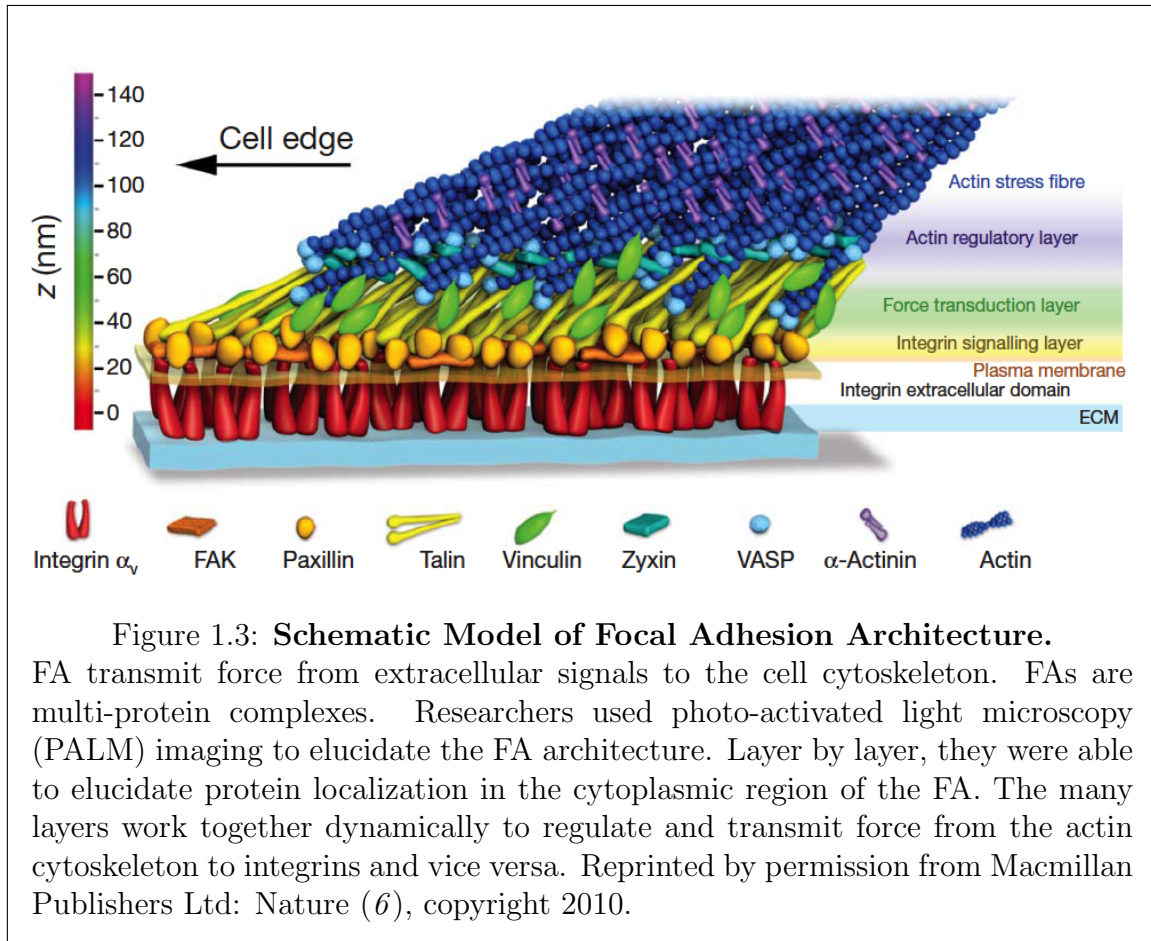 140
120
100
80
60
40
20
0
z (nm)
Cell edge
Actin stress fibre
Actin regulatory layer
Force transduction layer
Integrin signalling layer
Plasma membrane
Integrin extracellular domain
ECM
Integrin αv FAK Paxillin Talin Vinculin Zyxin VASP α-Actinin Actin
Figure 1.3: Schematic Model of Focal Adhesion Architecture.
FA transmit force from extracellular signals to the cell cytoskeleton. FAs are
multi-protein complexes. Researchers used photo-activated light microscopy
(PALM) imaging to elucidate the FA architecture. Layer by layer, they were able
to elucidate protein localization in the cytoplasmic region of the FA. The many
layers work together dynamically to regulate and transmit force from the actin
cytoskeleton to integrins and vice versa. Reprinted by permission from Macmillan
Publishers Ltd: Nature (6), copyright 2010.